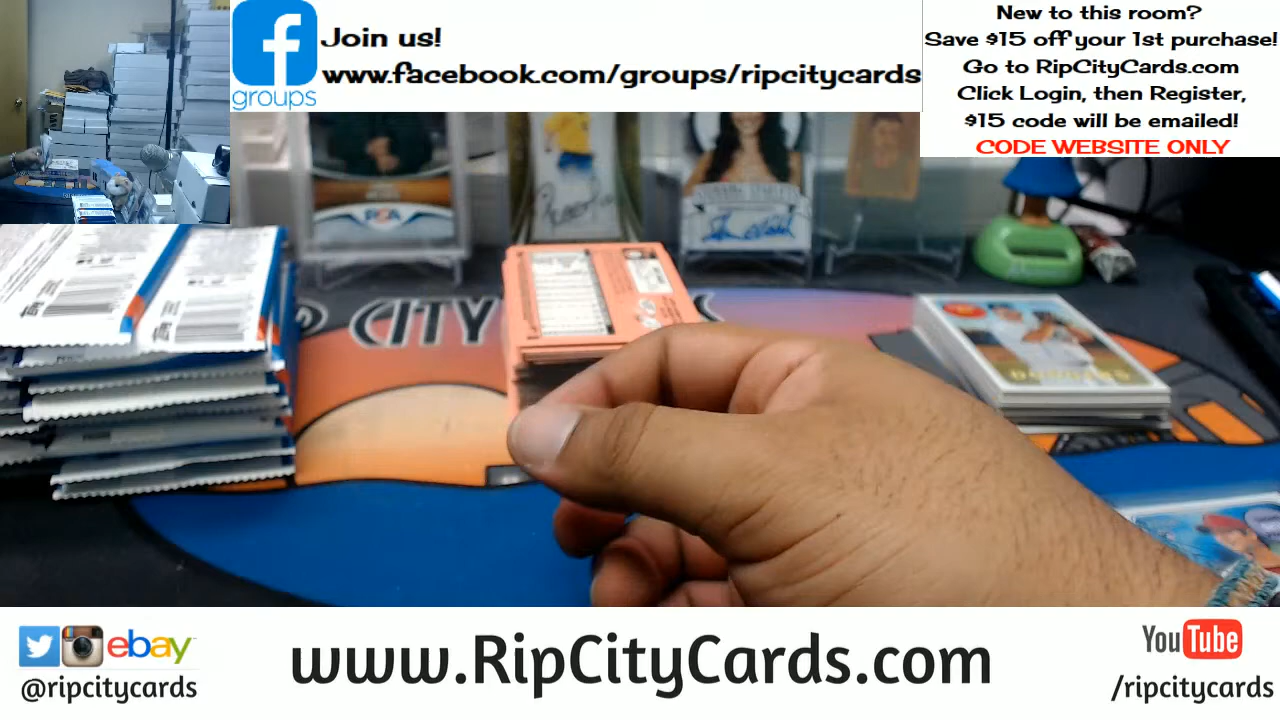 groups
Join us!
www.facebook.com/groups/ripcitycards
New to this room?
Save $15 off your 1st purchase!
Go to RipCityCards.com
Click Login, then Register,
$15 code will be emailed!
CODE WEBSITE ONLY
CITY
DODGERS
ebay
@ripcitycards
www.RipCityCards.com
YouTube
/ripcitycards